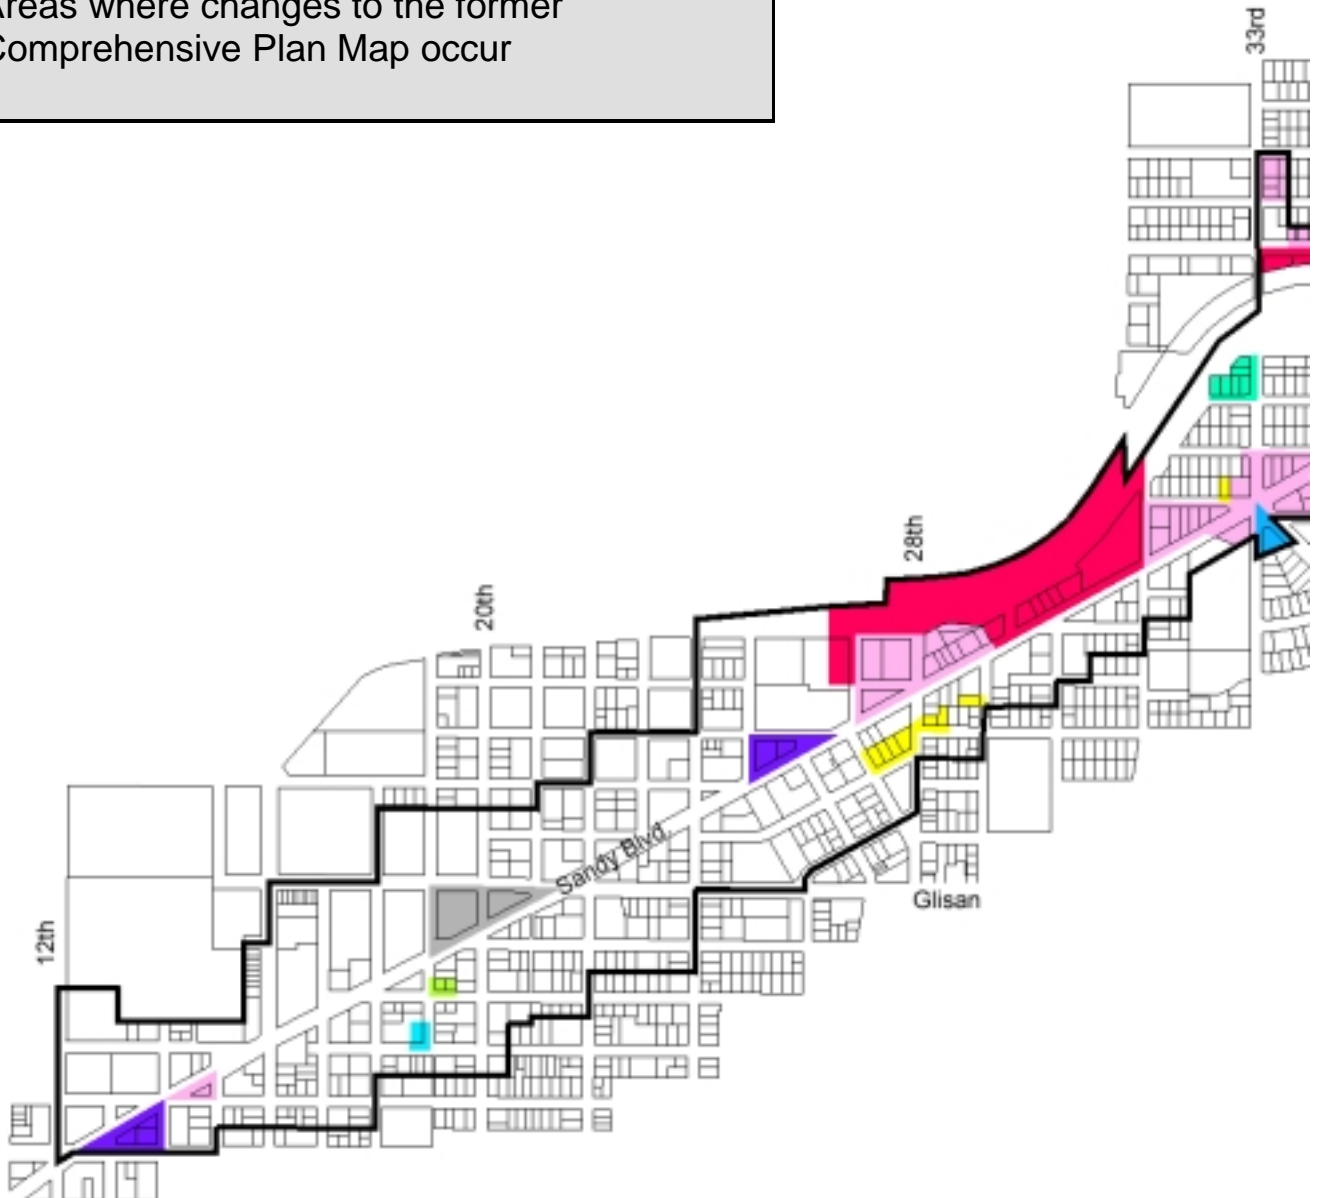 Areas where changes to the former
Comprehensive Plan Map occur
33rd
28th
20th
Sandy Blvd.
Glisan
12th